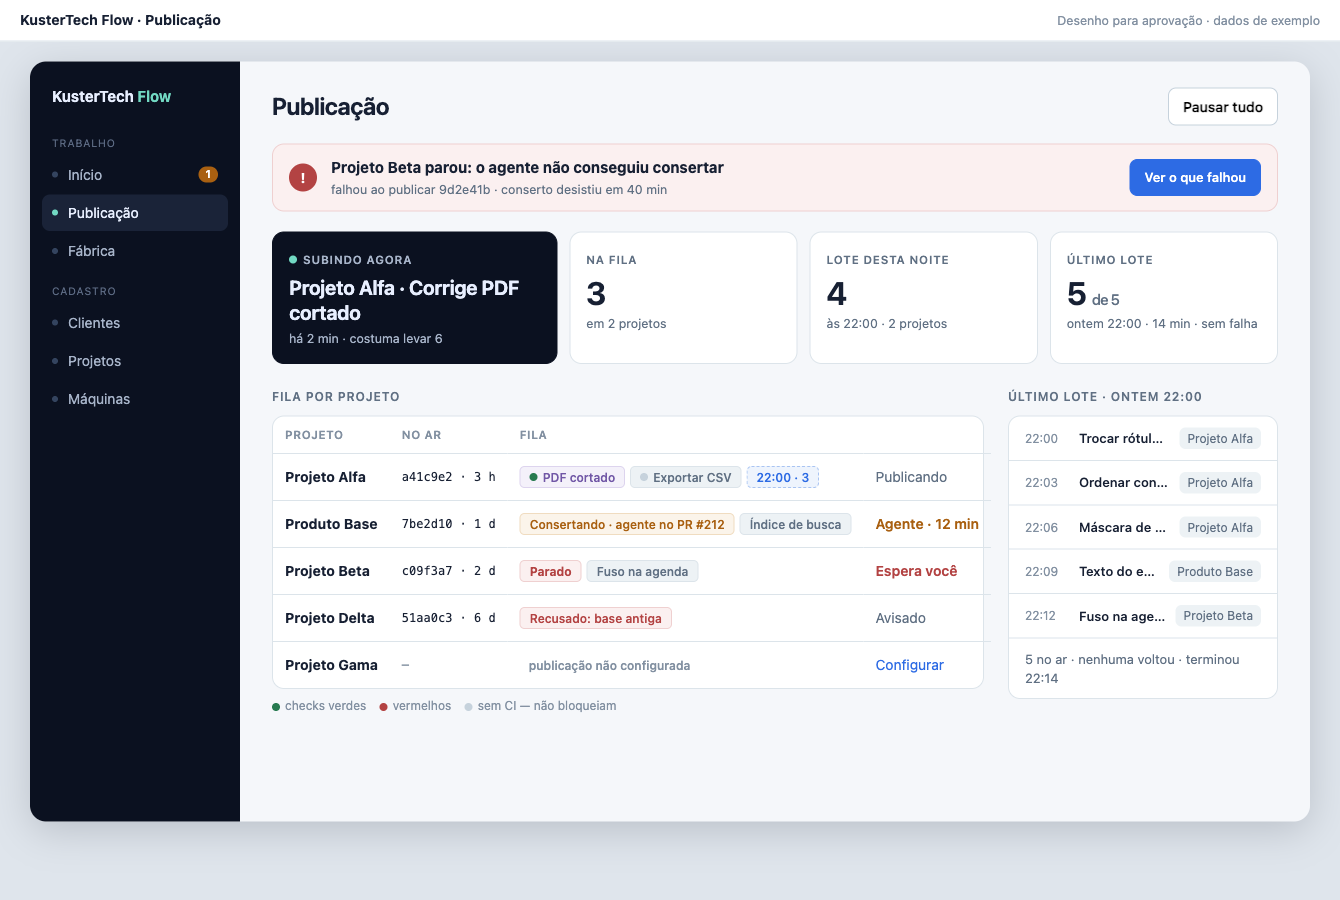 KusterTech Flow · Publicação
Desenho para aprovação · dados de exemplo
KusterTech Flow
TRABALHO
Início 1
Publicação
Fábrica
CADASTRO
Clientes
Projetos
Máquinas
Publicação
Pausar tudo
!
Projeto Beta parou: o agente não conseguiu consertar
falhou ao publicar 9d2e41b · conserto desistiu em 40 min
Ver o que falhou
SUBINDO AGORA
Projeto Alfa · Corrige PDF
cortado
há 2 min · costuma levar 6
NA FILA
3
em 2 projetos
LOTE DESTA NOITE
4
às 22:00 · 2 projetos
ÚLTIMO LOTE
5 de 5
ontem 22:00 · 14 min · sem falha
FILA POR PROJETO
PROJETO NO AR FILA
Projeto Alfa a41c9e2 · 3 h PDF cortado Exportar CSV 22:00 · 3 Publicando
Produto Base 7be2d10 · 1 d Consertando · agente no PR #212 Índice de busca Agente · 12 min
Projeto Beta c09f3a7 · 2 d Parado Fuso na agenda Espera você
Projeto Delta 51aa0c3 · 6 d Recusado: base antiga Avisado
Projeto Gama — publicação não configurada Configurar
checks verdes vermelhos sem CI — não bloqueiam
ÚLTIMO LOTE · ONTEM 22:00
22:00 Trocar rótul... Projeto Alfa
22:03 Ordenar con... Projeto Alfa
22:06 Máscara de ... Projeto Alfa
22:09 Texto do e... Produto Base
22:12 Fuso na age... Projeto Beta
5 no ar · nenhuma voltou · terminou
22:14